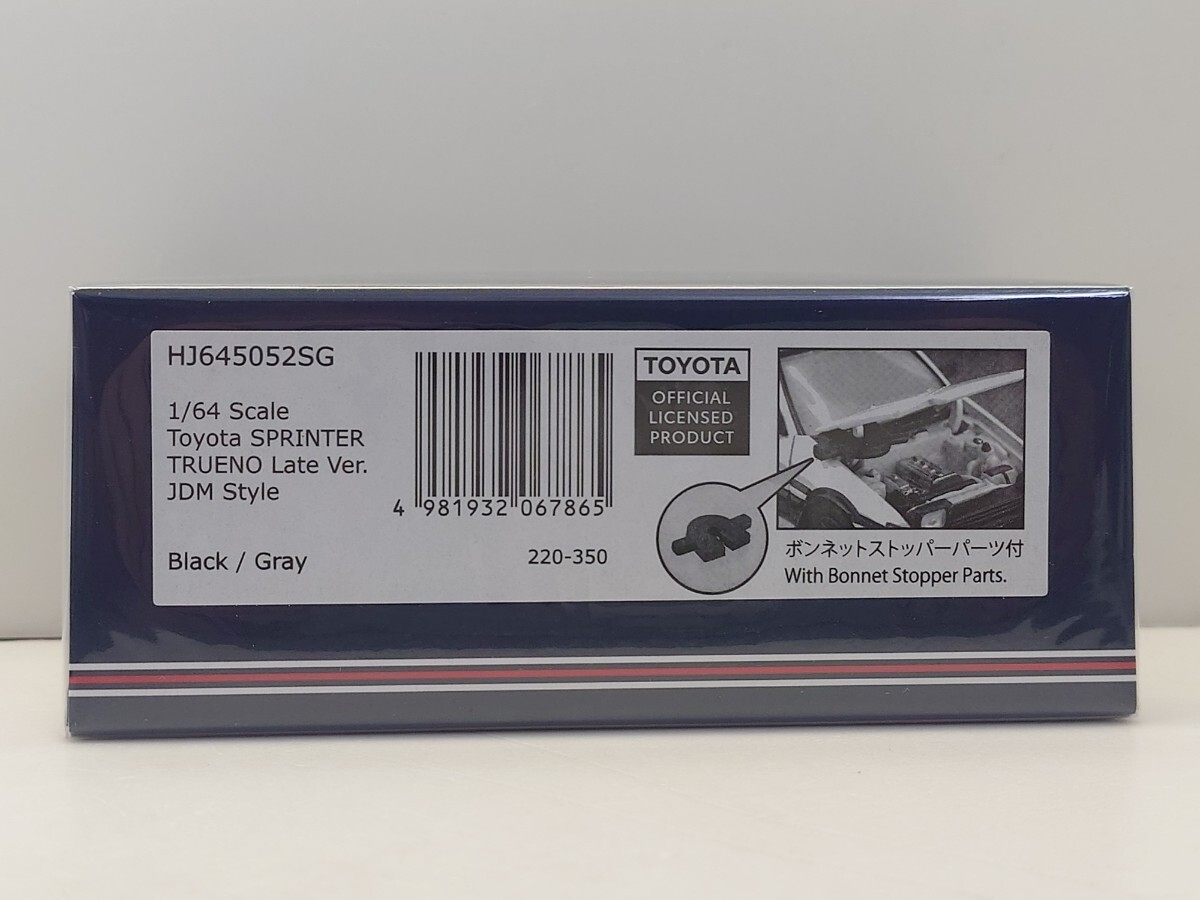 HJ645052SG
1/64 Scale
Toyota SPRINTER
TRUENO Late Ver.
JDM Style
Black / Gray
4 981932 067865
220-350
TOYOTA
OFFICIAL
LICENSED
PRODUCT
ボンネットストッパーパーツ付
With Bonnet Stopper Parts.